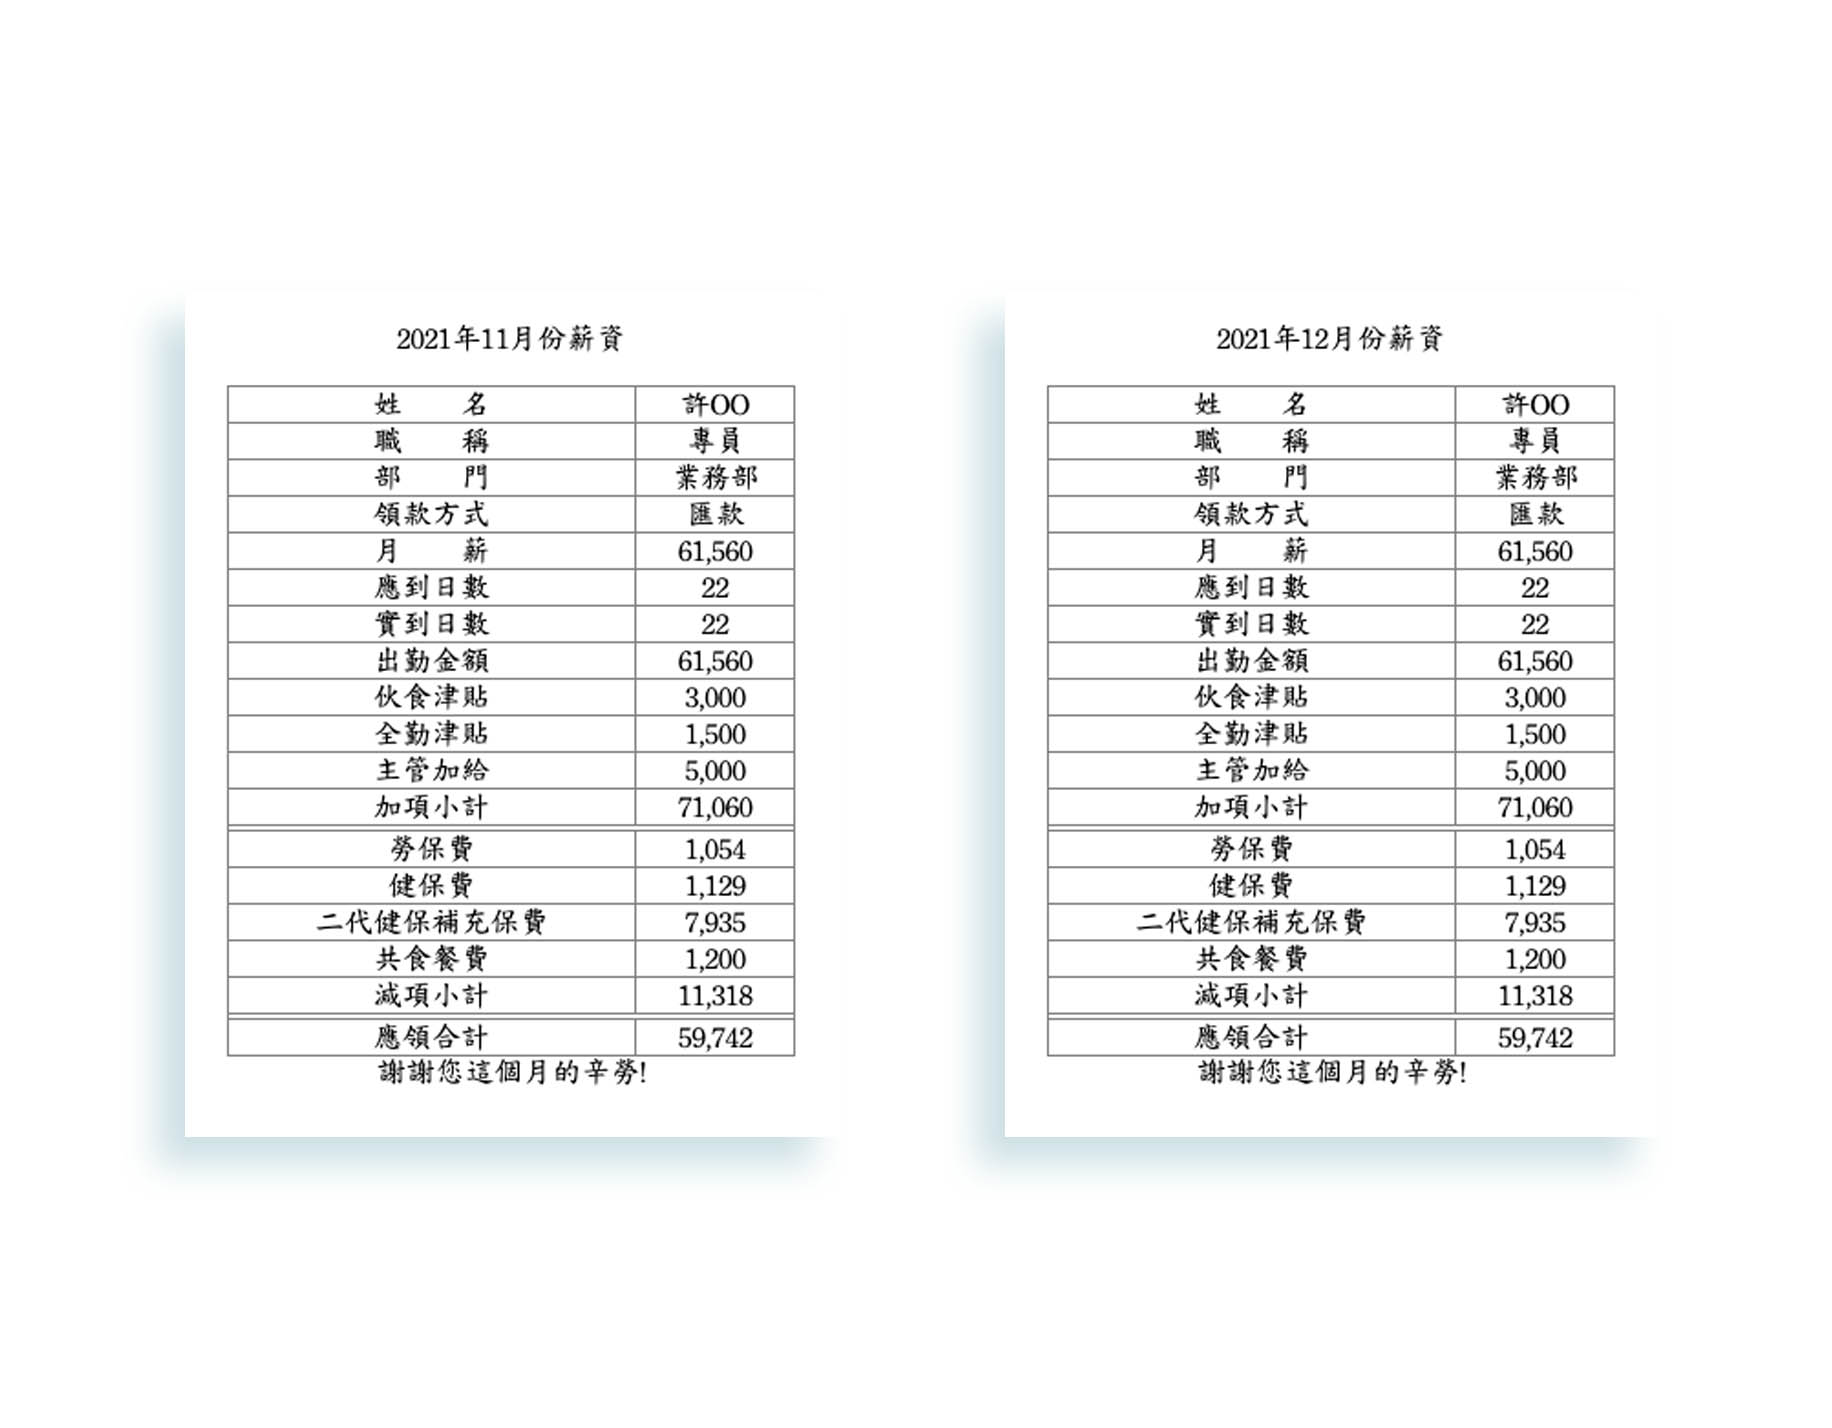 2021年11月份薪資
姓 名 許OO
職 稱 專員
部 門 業務部
領款方式 匯款
月 薪 61,560
應到日數 22
實到日數 22
出勤金額 61,560
伙食津貼 3,000
全勤津貼 1,500
主管加給 5,000
加項小計 71,060
勞保費 1,054
健保費 1,129
二代健保補充保費 7,935
共食餐費 1,200
減項小計 11,318
應領合計 59,742
謝謝您這個月的辛勞!
2021年12月份薪資
姓 名 許OO
職 稱 專員
部 門 業務部
領款方式 匯款
月 薪 61,560
應到日數 22
實到日數 22
出勤金額 61,560
伙食津貼 3,000
全勤津貼 1,500
主管加給 5,000
加項小計 71,060
勞保費 1,054
健保費 1,129
二代健保補充保費 7,935
共食餐費 1,200
減項小計 11,318
應領合計 59,742
謝謝您這個月的辛勞!